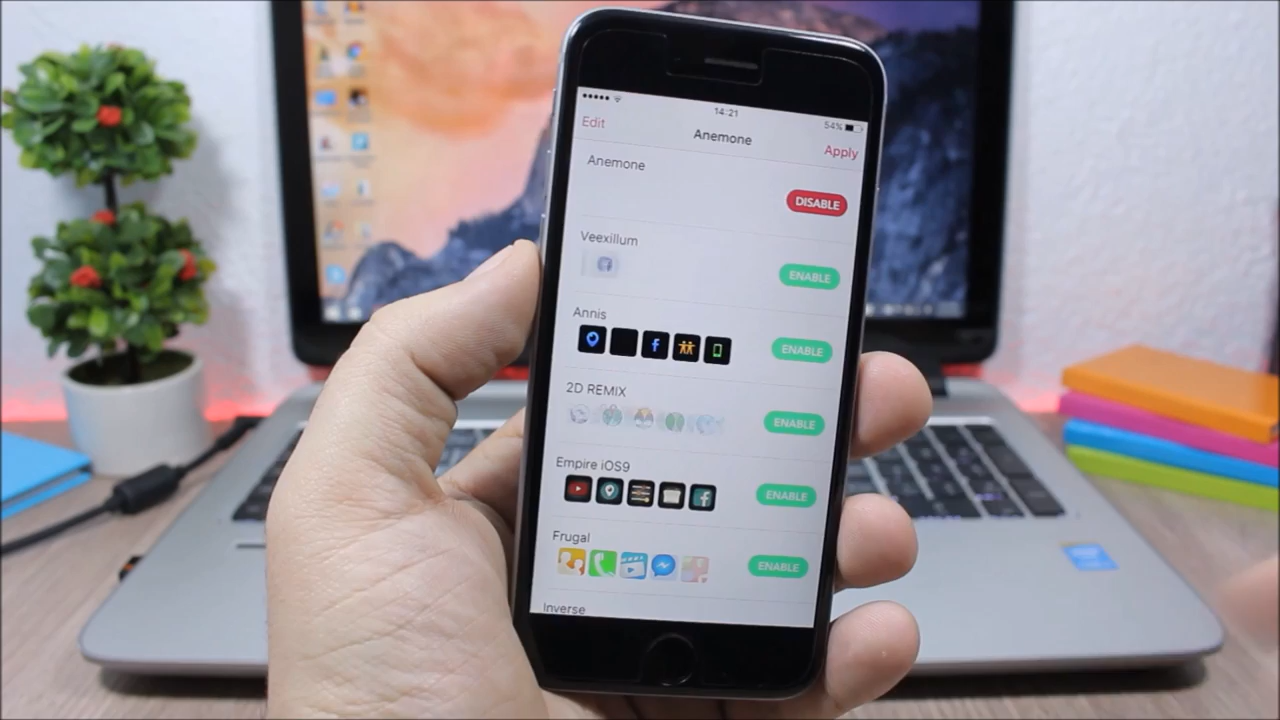 14:21
54%
Edit
Anemone
Apply
Anemone
DISABLE
Veexillum
ENABLE
Annis
ENABLE
2D REMIX
ENABLE
Empire iOS9
ENABLE
Frugal
ENABLE
Inverse